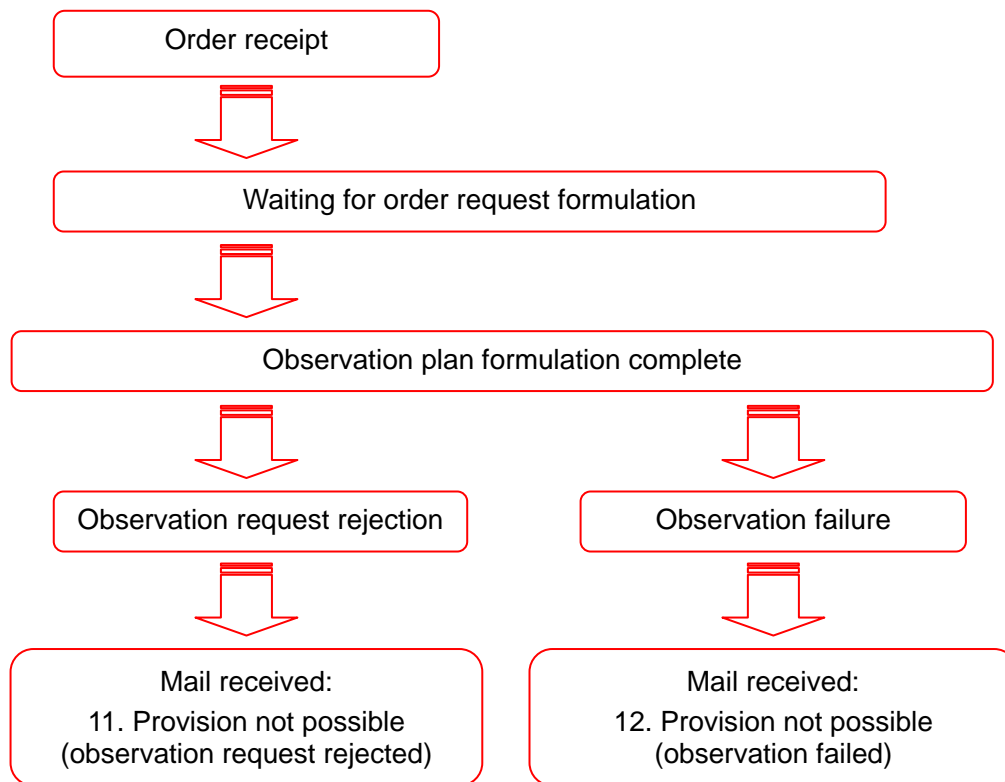 Order receipt
Waiting for order request formulation
Observation plan formulation complete
Observation request rejection
Observation failure
Mail received:
11. Provision not possible
(observation request rejected)
Mail received:
12. Provision not possible
(observation failed)